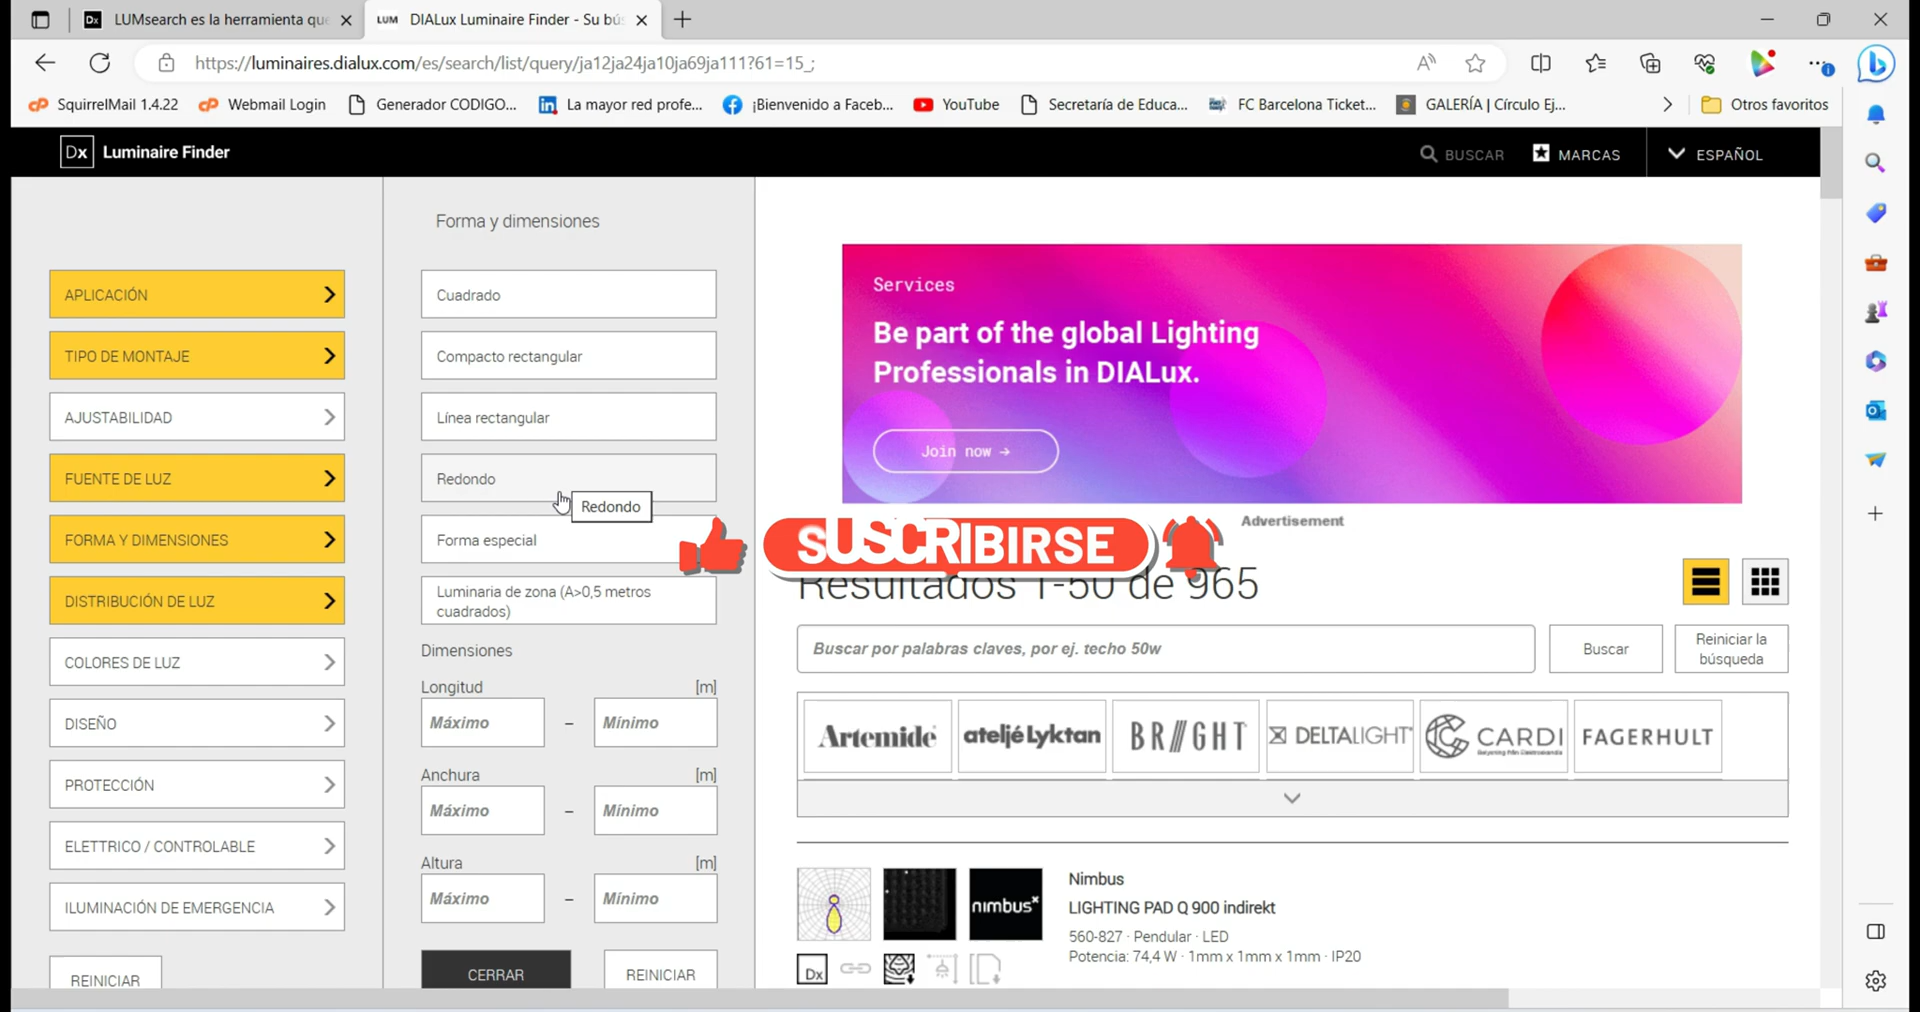 LUMsearch es la herramienta que
LUM
DIALux Luminaire Finder - Su bús
https://luminaires.dialux.com/es/search/list/query/ja12ja24ja10ja69ja111?61=15_;
SquirrelMail 1.4.22
Webmail Login
Generador CODIGO...
La mayor red profe...
¡Bienvenido a Faceb...
YouTube
Secretaría de Educa...
FC Barcelona Ticket...
GALERÍA | Círculo Ej...
Otros favoritos
Dx Luminaire Finder
BUSCAR
MARCAS
ESPAÑOL
APLICACIÓN
TIPO DE MONTAJE
AJUSTABILIDAD
FUENTE DE LUZ
FORMA Y DIMENSIONES
DISTRIBUCIÓN DE LUZ
COLORES DE LUZ
DISEÑO
PROTECCIÓN
ELETTRICO / CONTROLABLE
ILUMINACIÓN DE EMERGENCIA
REINICIAR
Forma y dimensiones
Cuadrado
Compacto rectangular
Línea rectangular
Redondo
Redondo
Forma especial
Luminaria de zona (A>0,5 metros
cuadrados)
Dimensiones
Longitud [m]
Máximo – Mínimo
Anchura [m]
Máximo – Mínimo
Altura [m]
Máximo – Mínimo
CERRAR
REINICIAR
Services
Be part of the global Lighting
Professionals in DIALux.
Join now →
Advertisement
SUSCRIBIRSE
Resultados 1-50 de 965
Buscar por palabras claves, por ej. techo 50w
Buscar
Reiniciar la
búsqueda
Artemide
ateljé Lyktan
BRIGHT
DELTALIGHT
CARDI
FAGERHULT
nimbus
Dx
Nimbus
LIGHTING PAD Q 900 indirekt
560-827 · Pendular · LED
Potencia: 74,4 W · 1mm x 1mm x 1mm · IP20